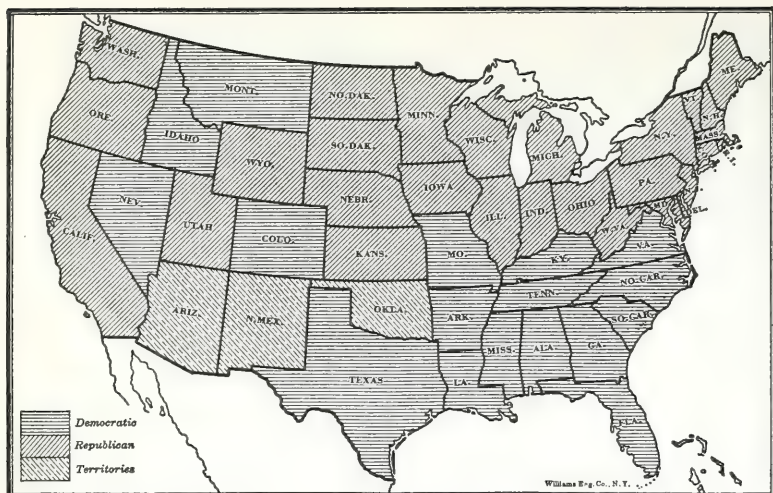 WASH.
MONT.
NO.DAK.
MINN.
ME.
VT.
N.H.
ORE.
IDAHO
SO.DAK.
WISC.
MICH.
N.Y.
MASS.
WYO.
IOWA
NEBR.
PA.
NEV.
UTAH
COLO.
KANS.
MO.
ILL.
IND.
OHIO
W.VA.
MD.
DEL.
VA.
KY.
CALIF.
ARIZ.
N.MEX.
OKLA.
ARK.
TENN.
NO.CAR.
SO.CAR.
TEXAS
LA.
MISS.
ALA.
GA.
FLA.
Democratic
Republican
Territories
Williams Eng. Co., N.Y.